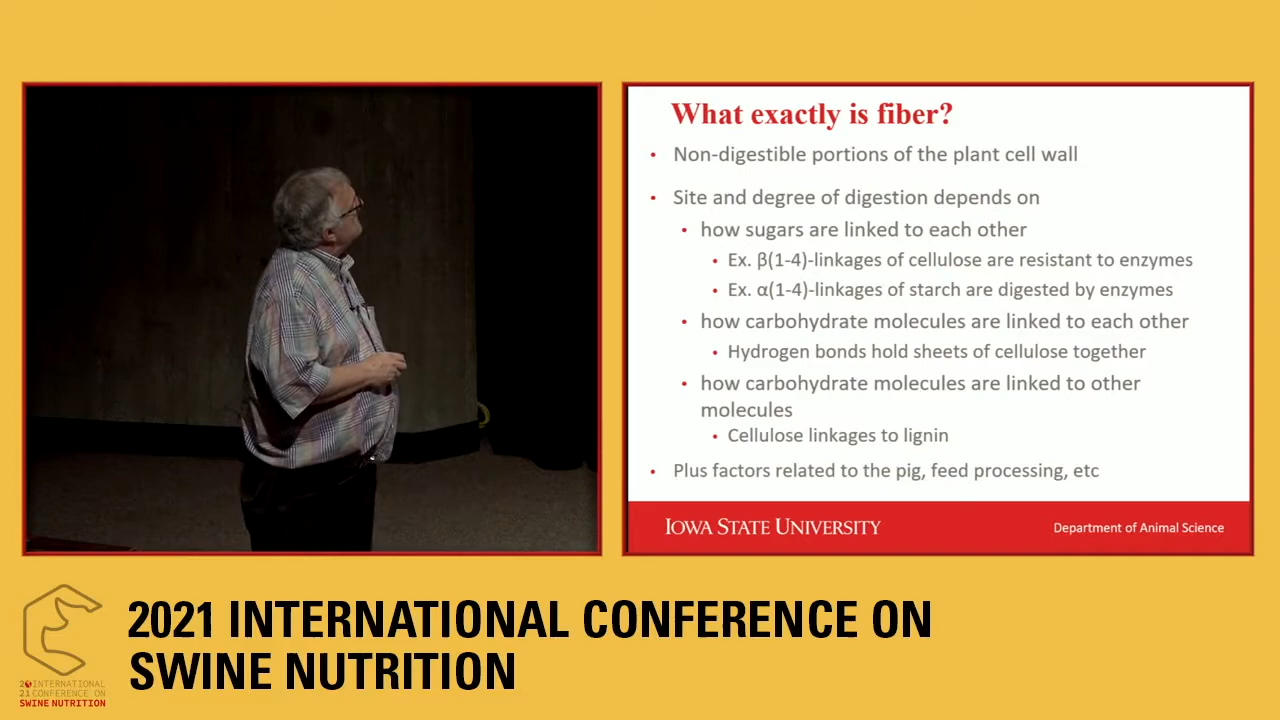 What exactly is fiber?
• Non-digestible portions of the plant cell wall
• Site and degree of digestion depends on
• how sugars are linked to each other
• Ex. β(1-4)-linkages of cellulose are resistant to enzymes
• Ex. α(1-4)-linkages of starch are digested by enzymes
• how carbohydrate molecules are linked to each other
• Hydrogen bonds hold sheets of cellulose together
• how carbohydrate molecules are linked to other
molecules
• Cellulose linkages to lignin
• Plus factors related to the pig, feed processing, etc
IOWA STATE UNIVERSITY
Department of Animal Science
2021 INTERNATIONAL CONFERENCE ON
SWINE NUTRITION
20 INTERNATIONAL
21 CONFERENCE ON
SWINE NUTRITION